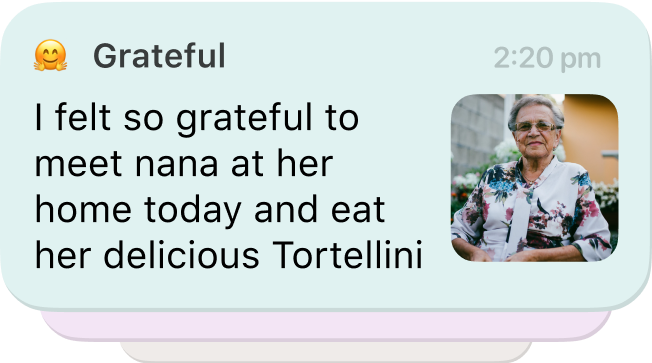 🤗 Grateful 2:20 pm
I felt so grateful to
meet nana at her
home today and eat
her delicious Tortellini